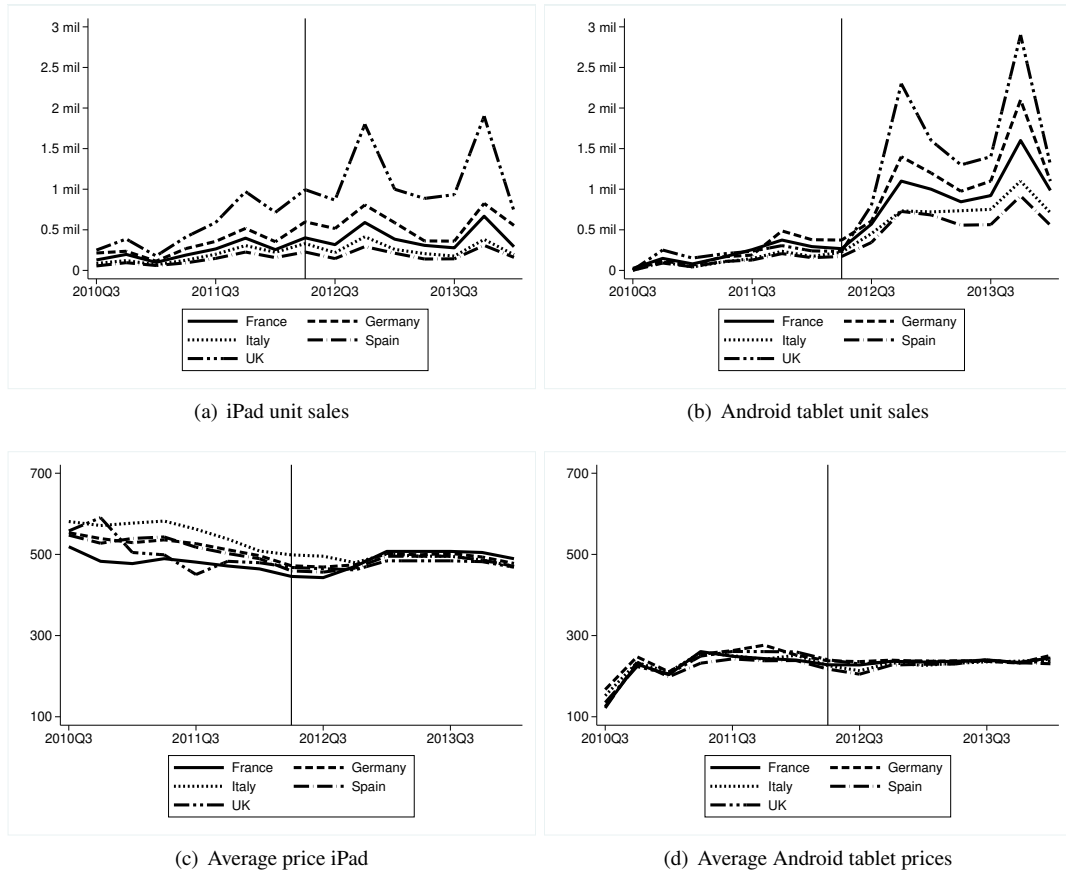 3 mil
2.5 mil
2 mil
1.5 mil
1 mil
0.5 mil
0
2010Q3 2011Q3 2012Q3 2013Q3
France Germany
Italy Spain
UK
(a) iPad unit sales
3 mil
2.5 mil
2 mil
1.5 mil
1 mil
0.5 mil
0
2010Q3 2011Q3 2012Q3 2013Q3
France Germany
Italy Spain
UK
(b) Android tablet unit sales
700
500
300
100
2010Q3 2011Q3 2012Q3 2013Q3
France Germany
Italy Spain
UK
(c) Average price iPad
700
500
300
100
2010Q3 2011Q3 2012Q3 2013Q3
France Germany
Italy Spain
UK
(d) Average Android tablet prices